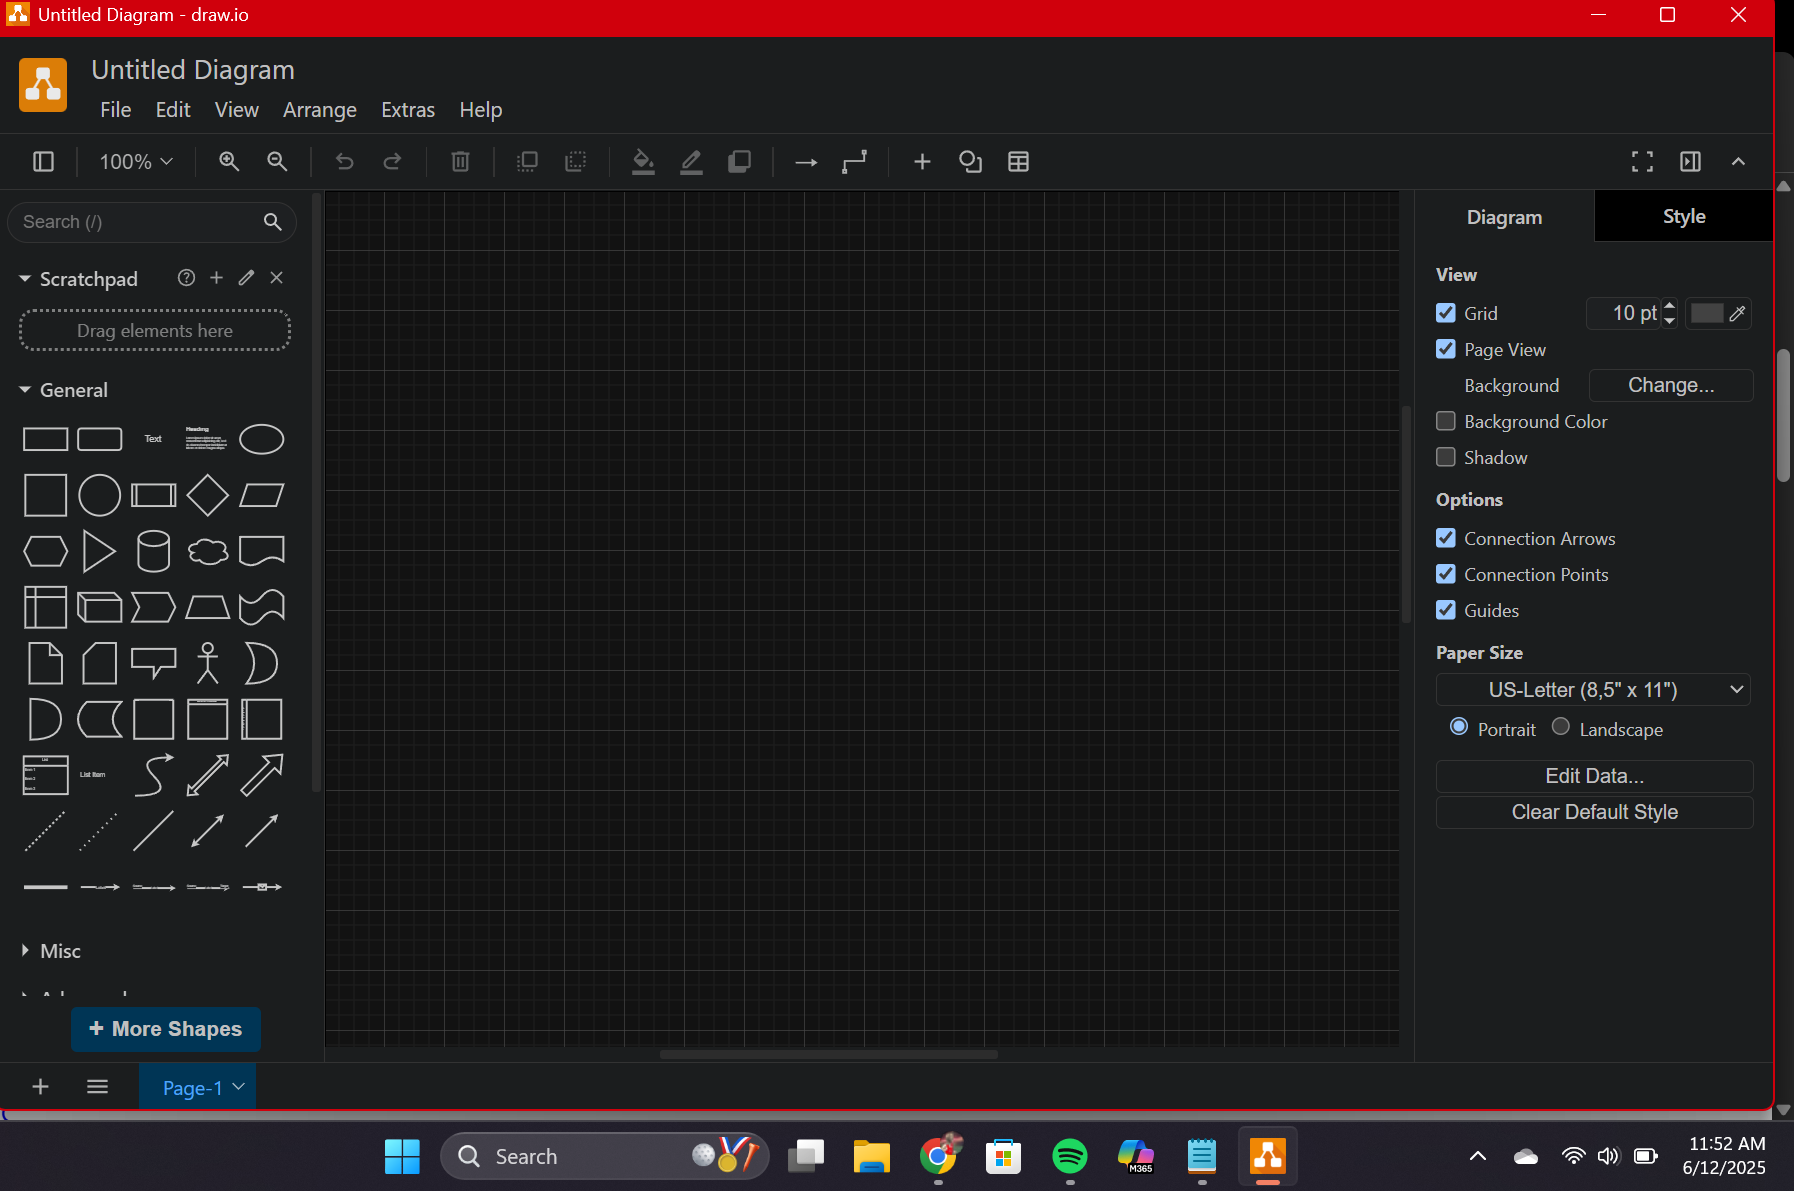 Untitled Diagram - draw.io
Untitled Diagram
File Edit View Arrange Extras Help
100%
Search (/)
Diagram Style
Scratchpad
Drag elements here
General
Text Heading
List
List Item
Misc
+ More Shapes
View
Grid 10 pt
Page View
Background Change...
Background Color
Shadow
Options
Connection Arrows
Connection Points
Guides
Paper Size
US-Letter (8,5" x 11")
Portrait Landscape
Edit Data...
Clear Default Style
Page-1
Search
M365
11:52 AM
6/12/2025